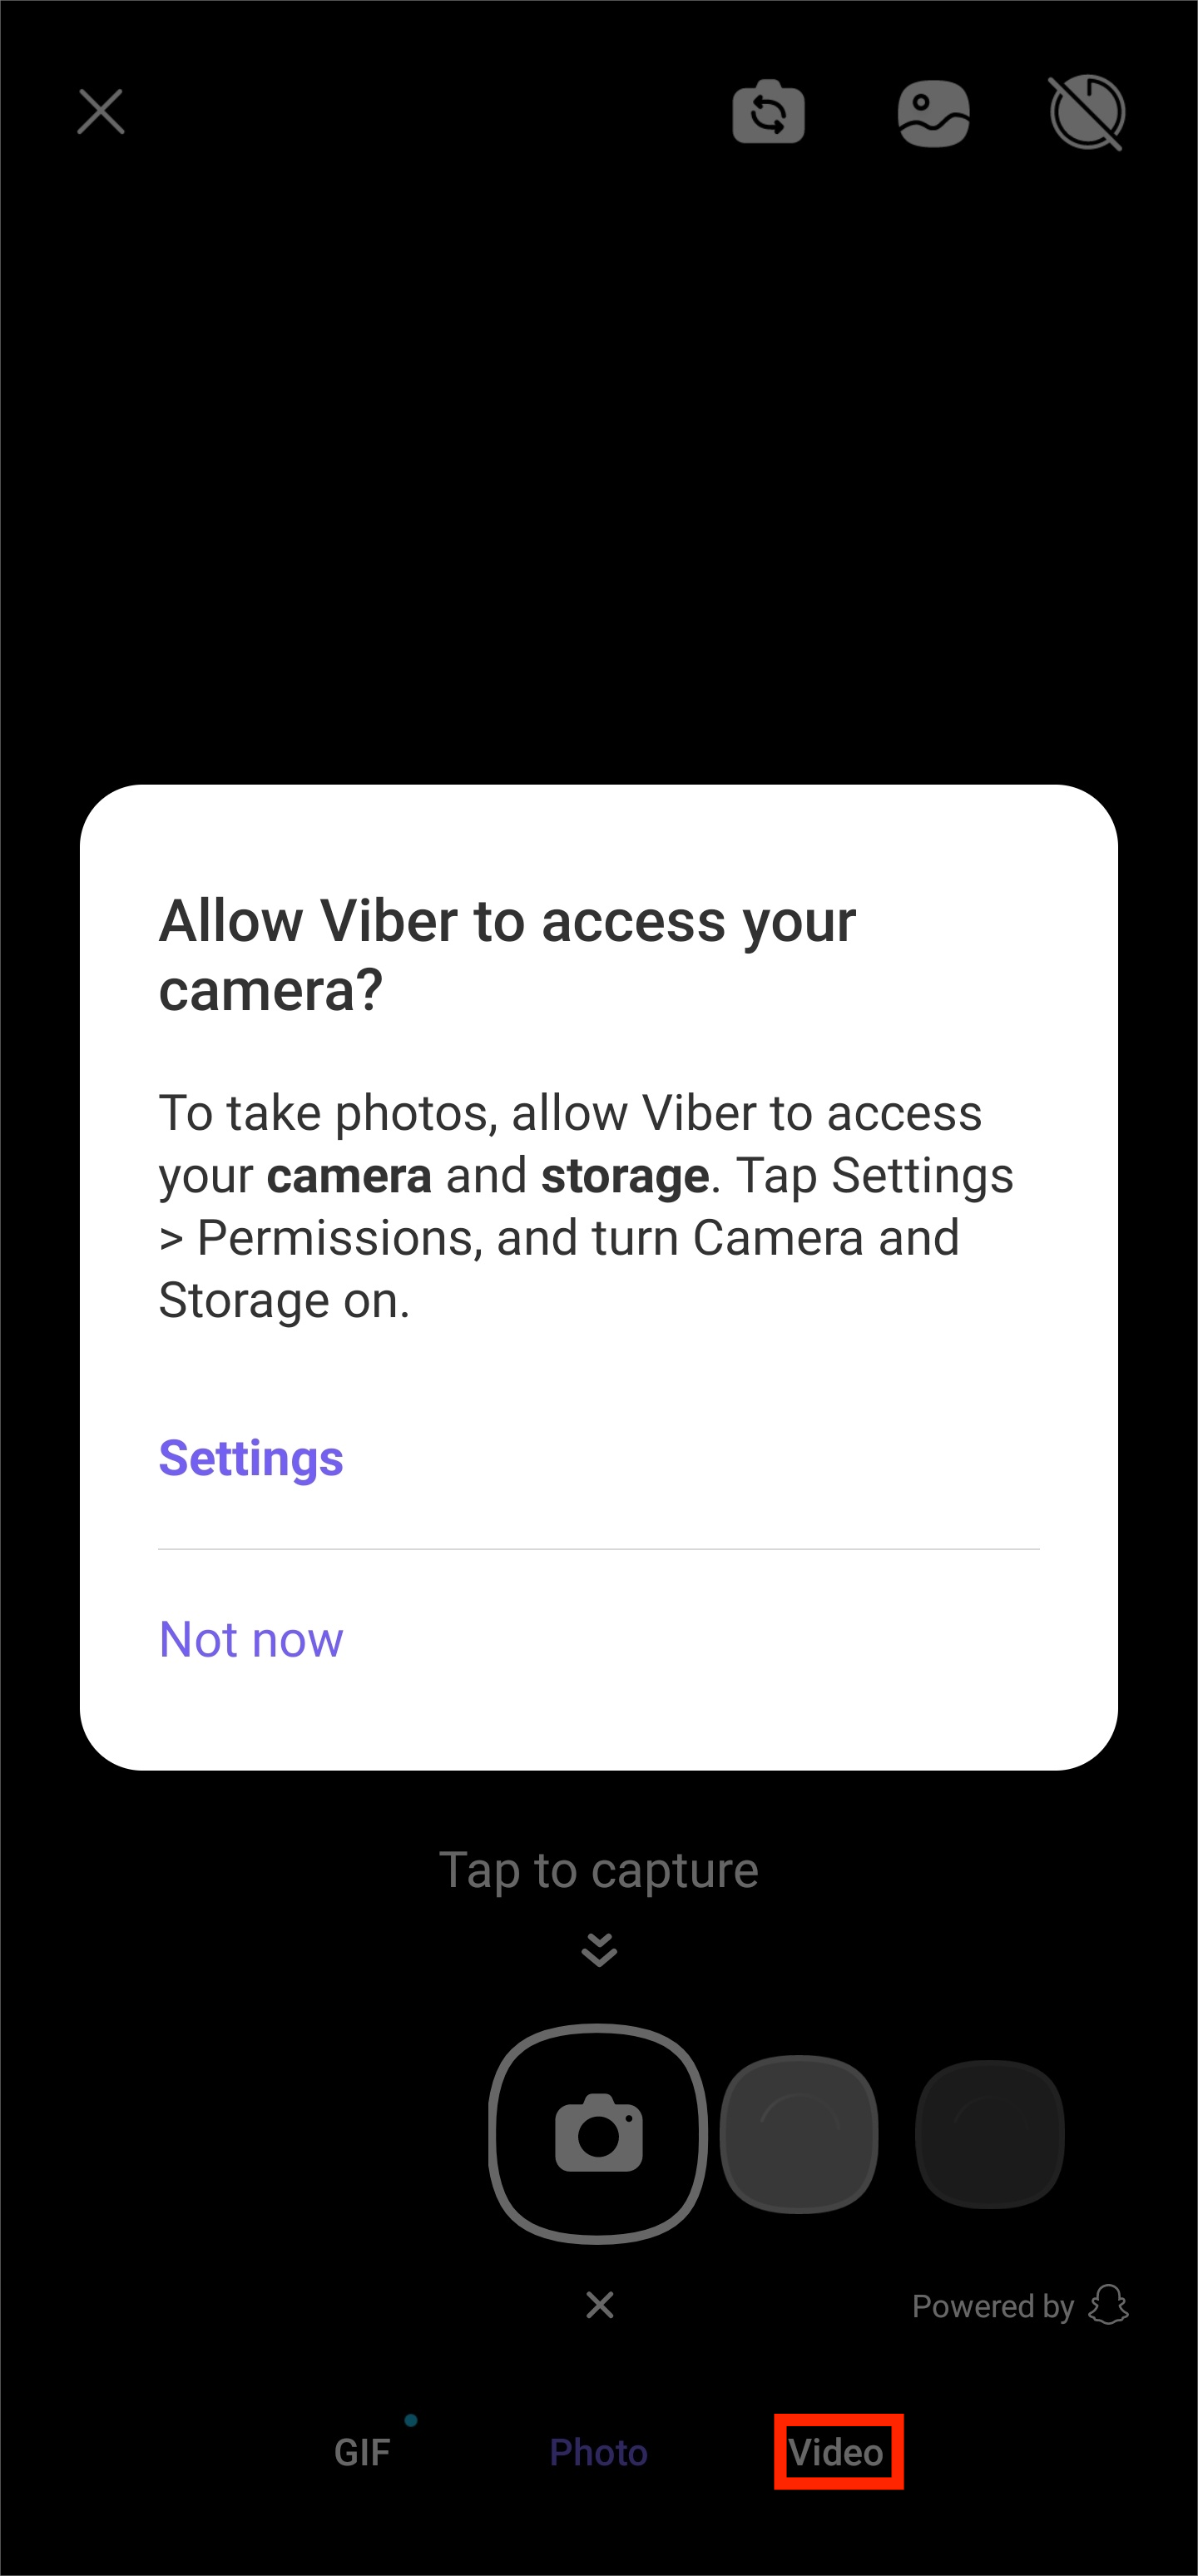 Allow Viber to access your
camera?
To take photos, allow Viber to access
your camera and storage. Tap Settings
> Permissions, and turn Camera and
Storage on.
Settings
Not now
Tap to capture
Powered by
GIF
Photo
Video